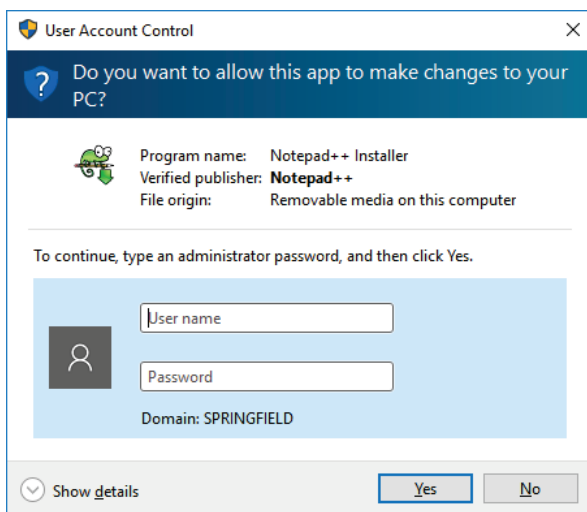 User Account Control
Do you want to allow this app to make changes to your
PC?
Program name: Notepad++ Installer
Verified publisher: Notepad++
File origin: Removable media on this computer
To continue, type an administrator password, and then click Yes.
User name
Password
Domain: SPRINGFIELD
Show details
Yes
No